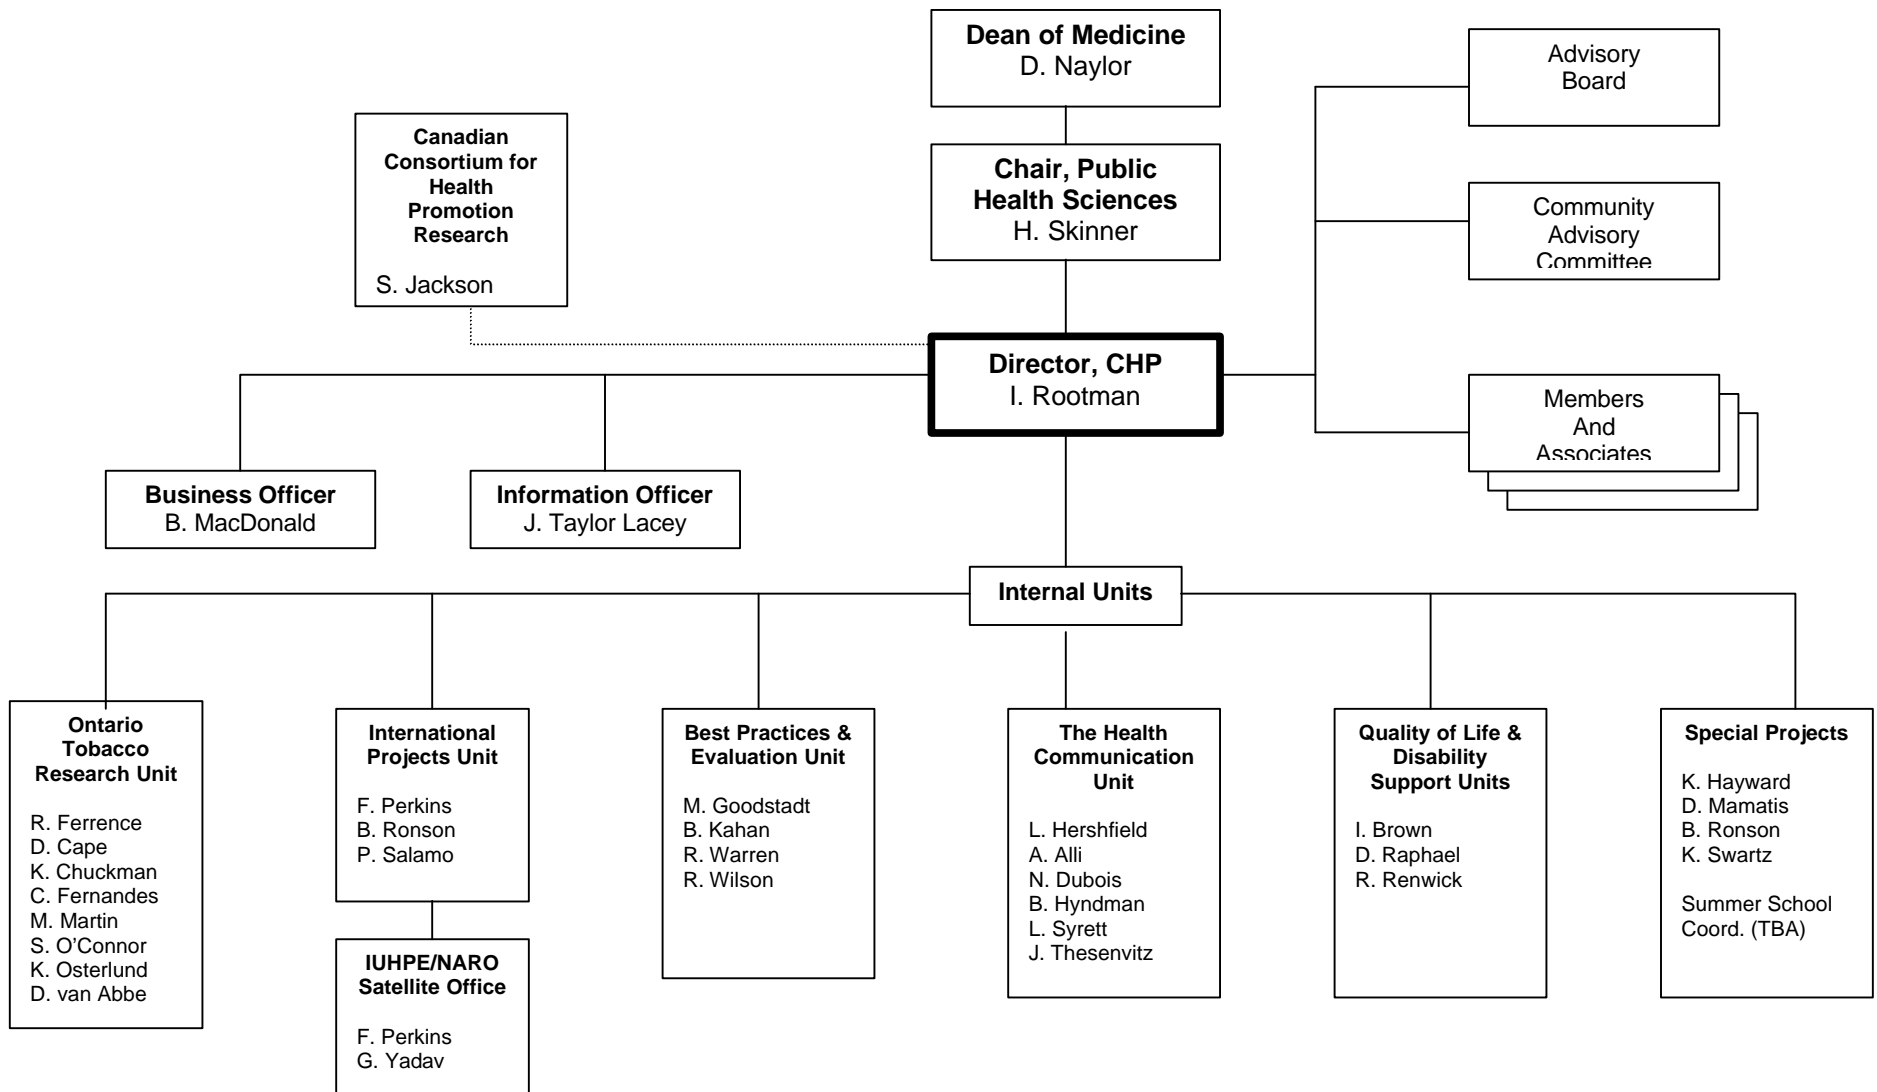 Dean of Medicine
D. Naylor
Advisory
Board
Canadian
Consortium for
Health
Promotion
Research
S. Jackson
Chair, Public
Health Sciences
H. Skinner
Community
Advisory
Committee
Director, CHP
I. Rootman
Members
And
Associates
Business Officer
B. MacDonald
Information Officer
J. Taylor Lacey
Internal Units
Ontario
Tobacco
Research Unit
R. Ferrence
D. Cape
K. Chuckman
C. Fernandes
M. Martin
S. O'Connor
K. Osterlund
D. van Abbe
International
Projects Unit
F. Perkins
B. Ronson
P. Salamo
IUHPE/NARO
Satellite Office
F. Perkins
G. Yadav
Best Practices &
Evaluation Unit
M. Goodstadt
B. Kahan
R. Warren
R. Wilson
The Health
Communication
Unit
L. Hershfield
A. Alli
N. Dubois
B. Hyndman
L. Syrett
J. Thesenvitz
Quality of Life &
Disability
Support Units
I. Brown
D. Raphael
R. Renwick
Special Projects
K. Hayward
D. Mamatis
B. Ronson
K. Swartz
Summer School
Coord. (TBA)